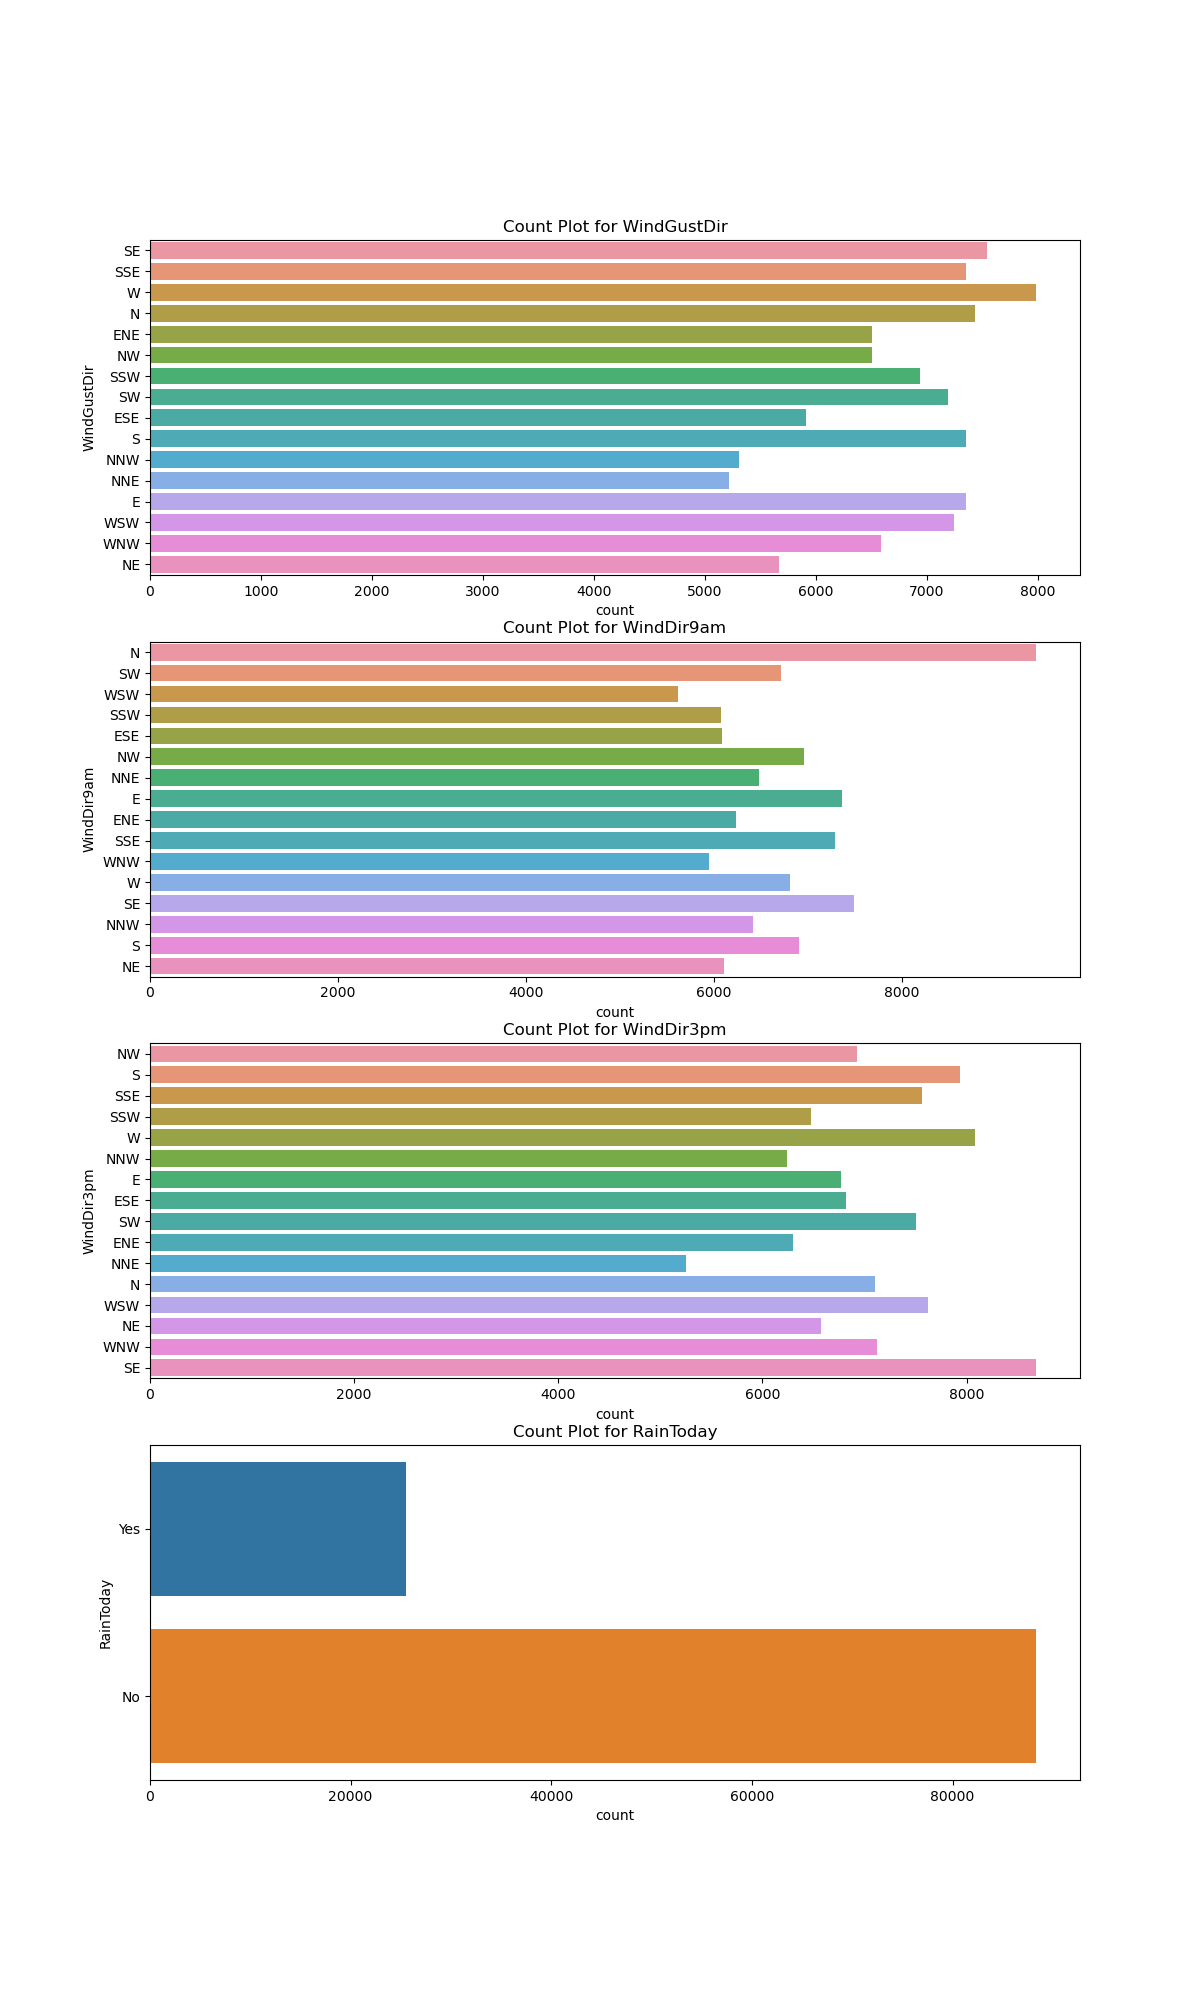 Count Plot for WindGustDir
WindGustDir
SE
SSE
W
N
ENE
NW
SSW
SW
ESE
S
NNW
NNE
E
WSW
WNW
NE
0 1000 2000 3000 4000 5000 6000 7000 8000
count
Count Plot for WindDir9am
WindDir9am
N
SW
WSW
SSW
ESE
NW
NNE
E
ENE
SSE
WNW
W
SE
NNW
S
NE
0 2000 4000 6000 8000
count
Count Plot for WindDir3pm
WindDir3pm
NW
S
SSE
SSW
W
NNW
E
ESE
SW
ENE
NNE
N
WSW
NE
WNW
SE
0 2000 4000 6000 8000
count
Count Plot for RainToday
RainToday
Yes
No
0 20000 40000 60000 80000
count